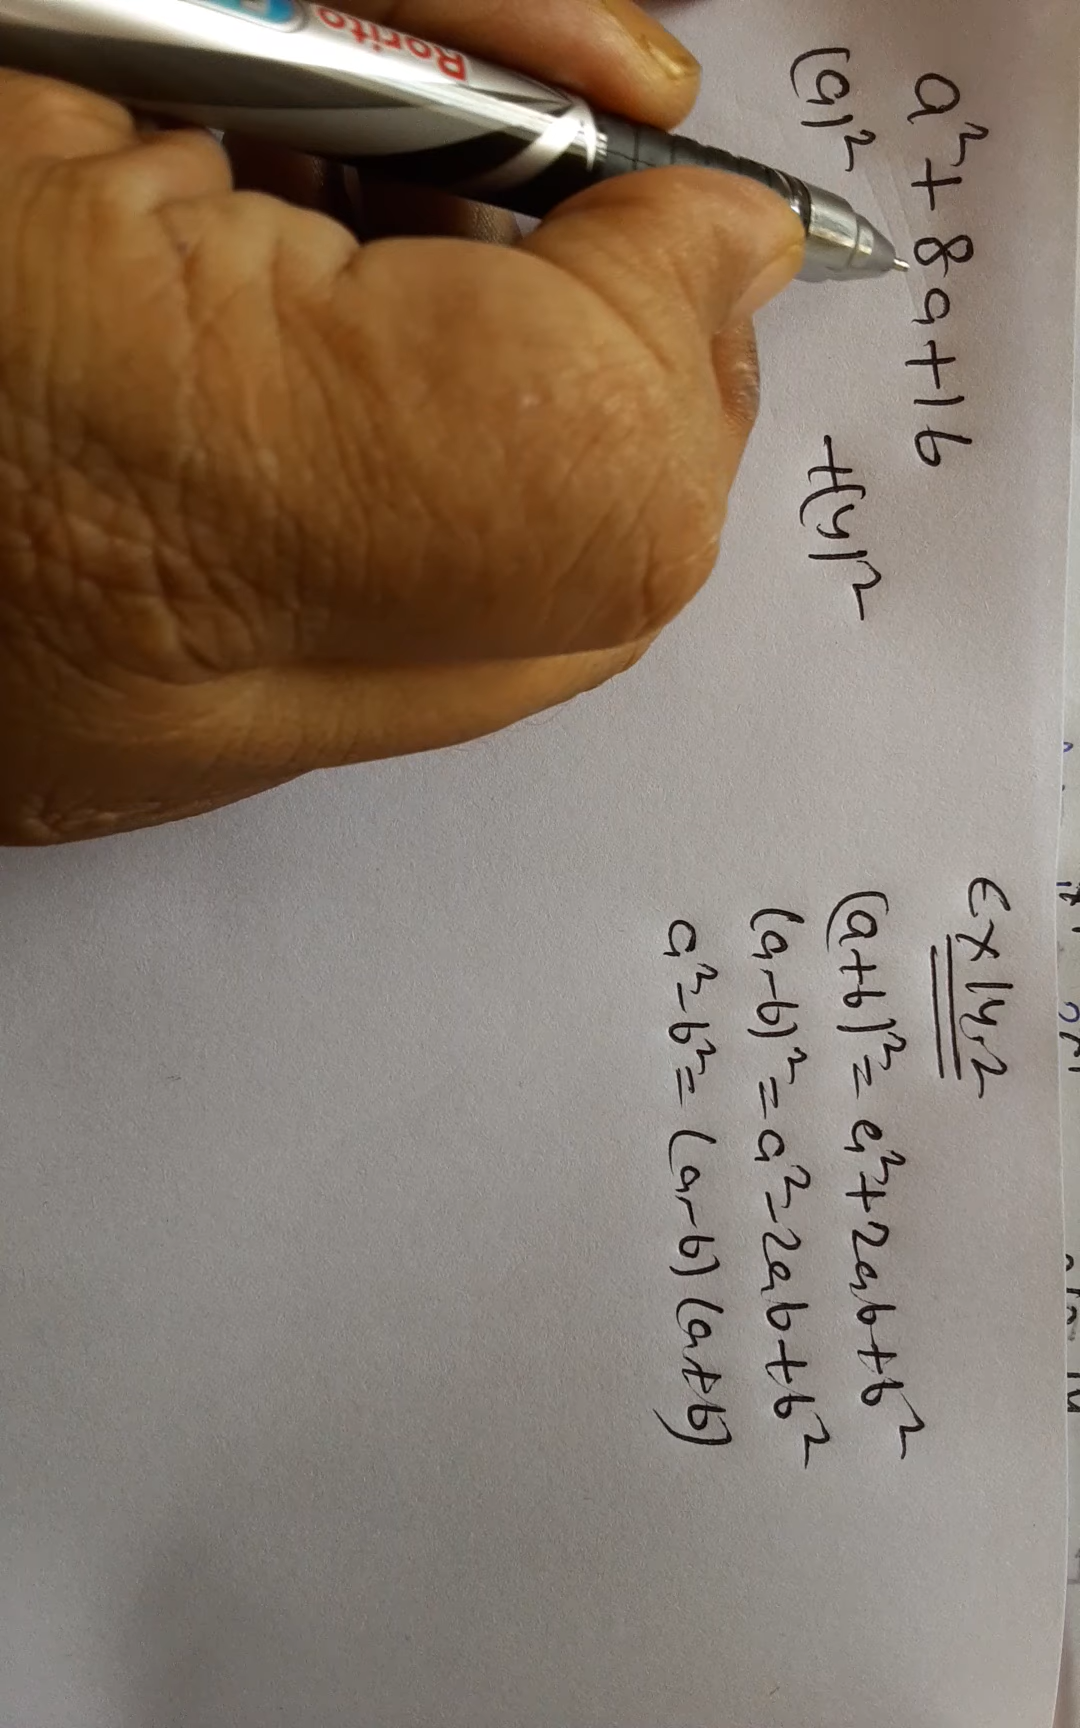 Ex 14.2
a²+8a+16
(a)² +(4)²
(a+b)² = a²+2ab+b²
(a-b)² = a²-2ab+b²
a²-b² = (a-b)(a+b)
Rorito